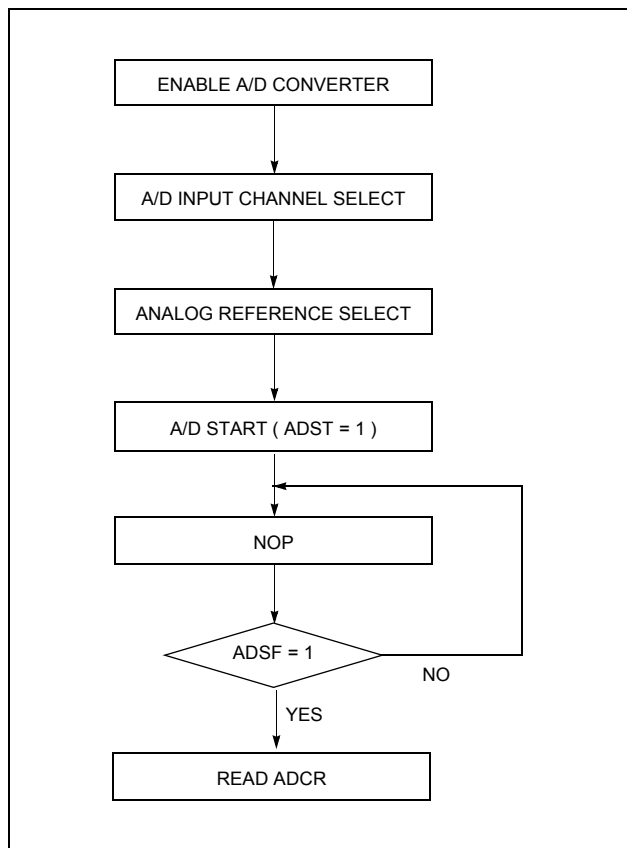 ENABLE A/D CONVERTER
A/D INPUT CHANNEL SELECT
ANALOG REFERENCE SELECT
A/D START ( ADST = 1 )
NOP
ADSF = 1
NO
YES
READ ADCR